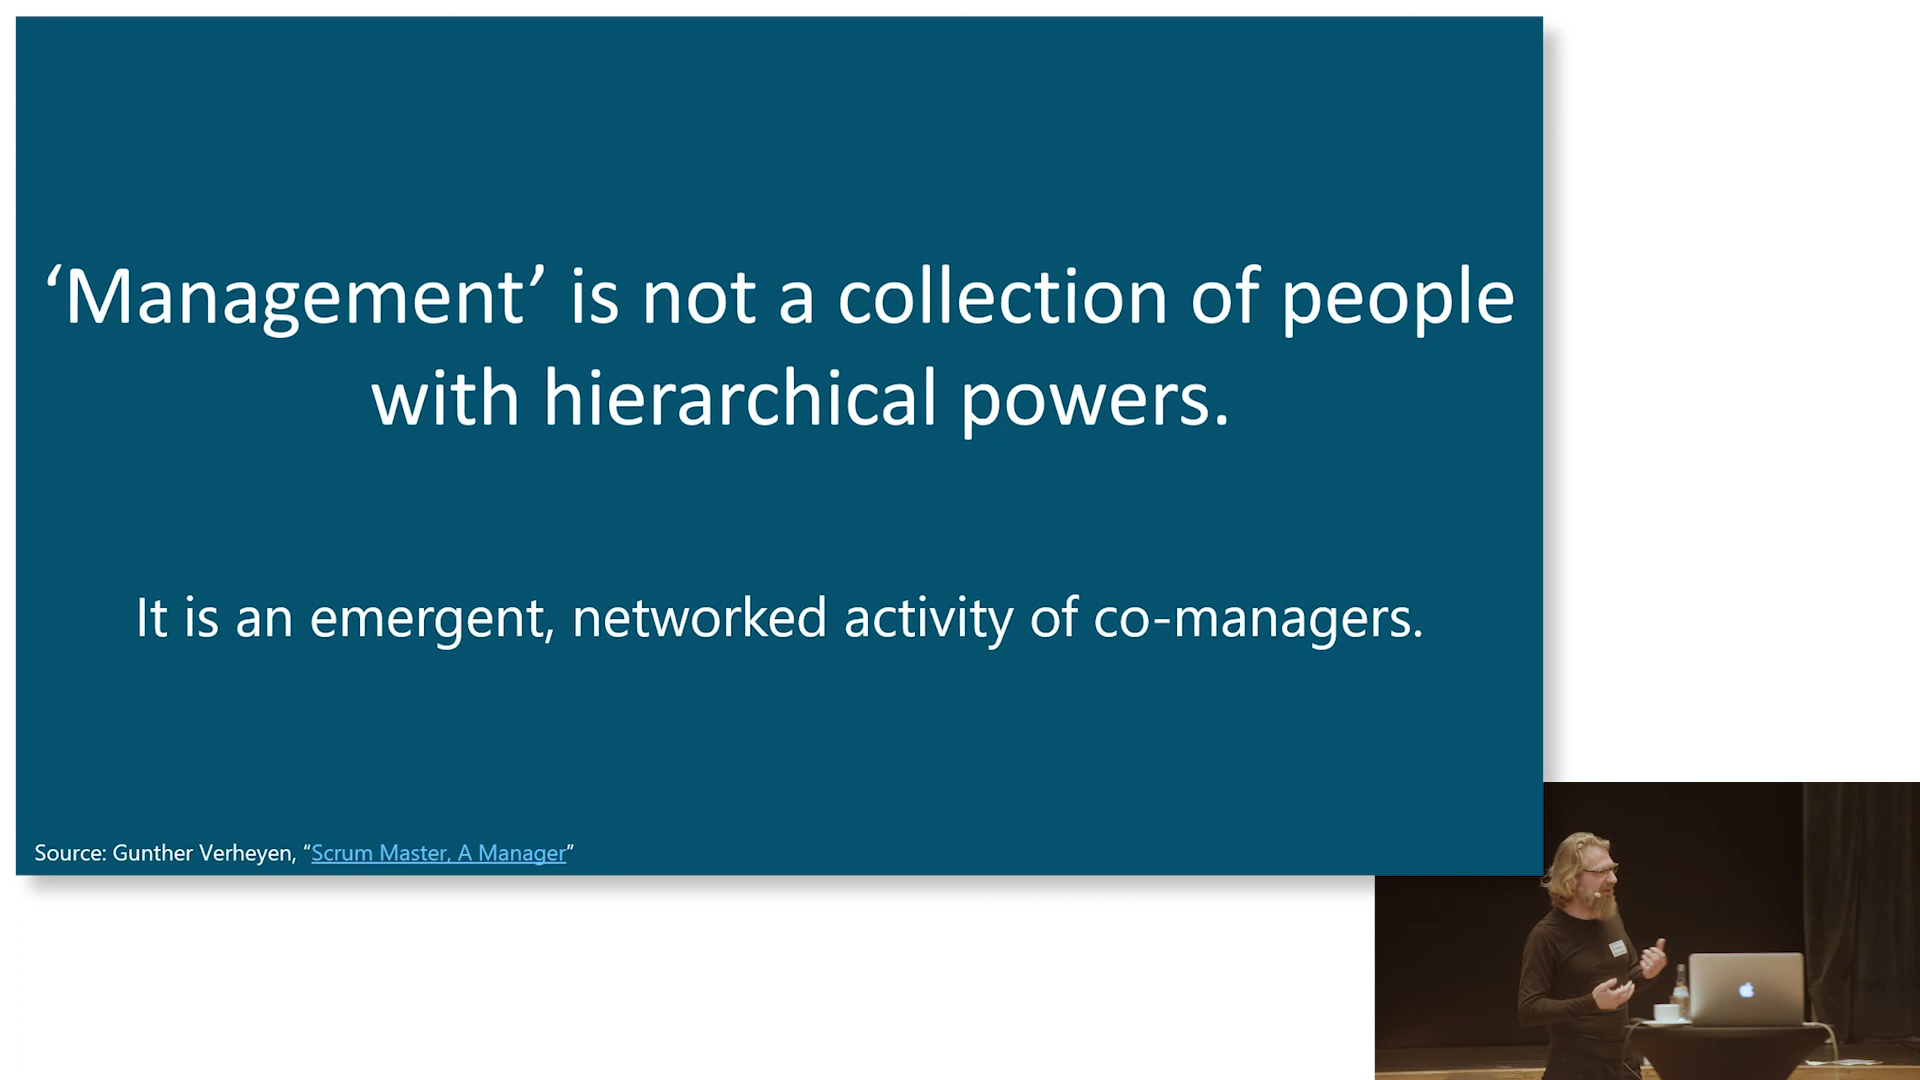 ‘Management’ is not a collection of people
with hierarchical powers.
It is an emergent, networked activity of co-managers.
Source: Gunther Verheyen, “Scrum Master, A Manager”